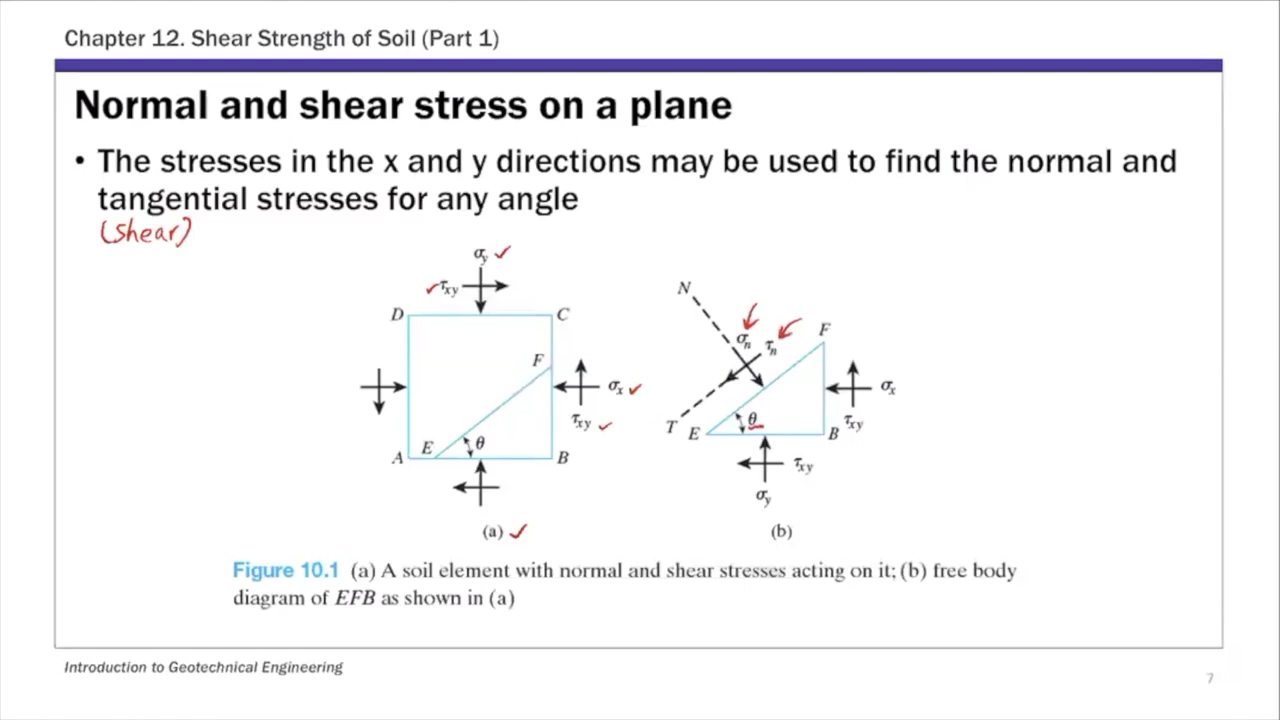 Chapter 12. Shear Strength of Soil (Part 1)
Normal and shear stress on a plane
• The stresses in the x and y directions may be used to find the normal and
tangential stresses for any angle
(shear)
σy ✓
✓ τxy
D
C
F
σx ✓
τxy ✓
E
θ
A
B
(a) ✓
N
σn
τn
F
σx
T
E
θ
B
τxy
τxy
σy
(b)
Figure 10.1 (a) A soil element with normal and shear stresses acting on it; (b) free body
diagram of EFB as shown in (a)
Introduction to Geotechnical Engineering
7